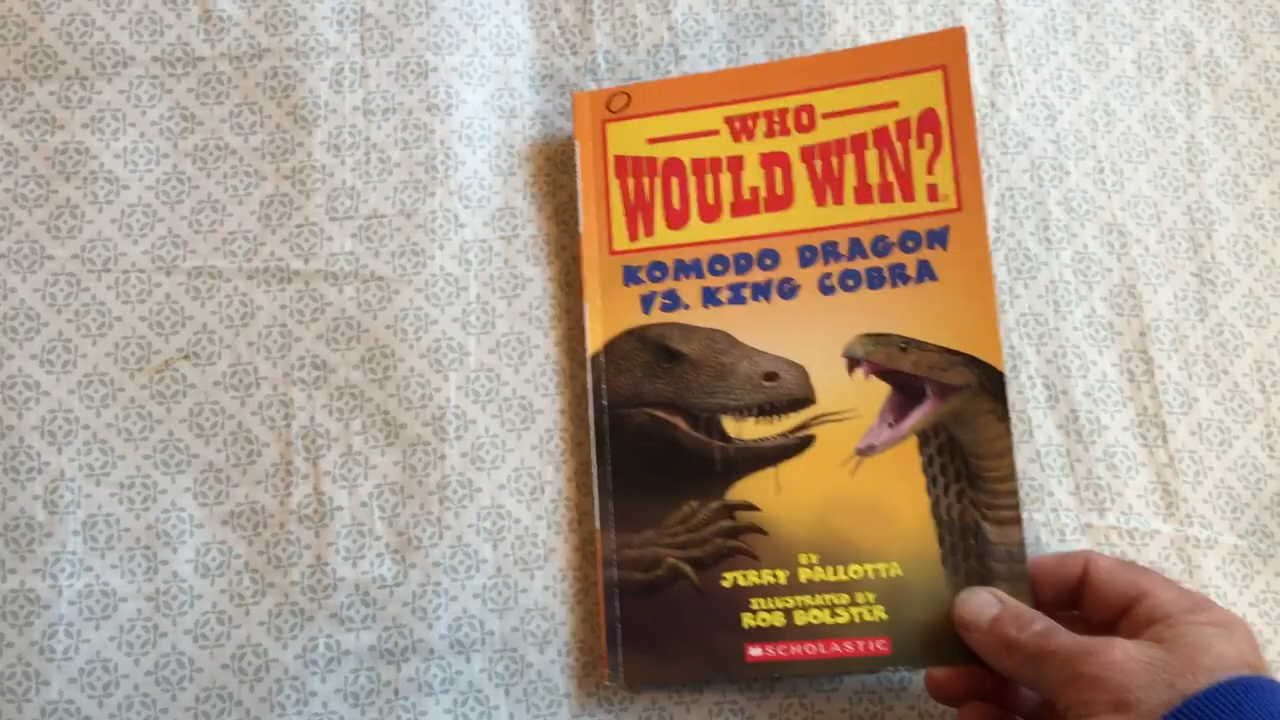 WHO
WOULD WIN?
KOMODO DRAGON
VS. KING COBRA
BY
JERRY PALLOTTA
ILLUSTRATED BY
ROB BOLSTER
SCHOLASTIC